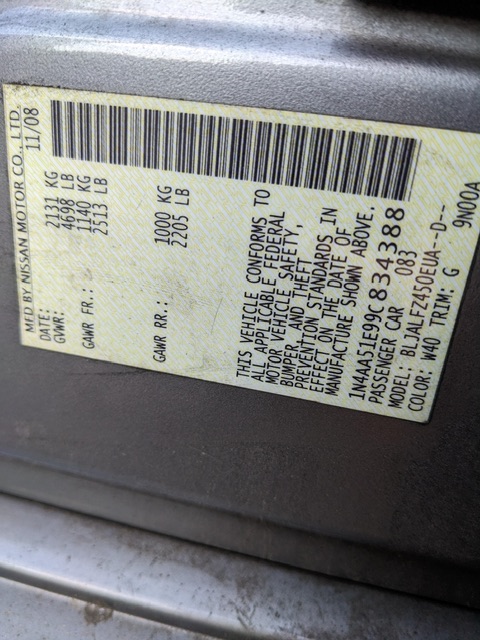 MFD BY NISSAN MOTOR CO., LTD.
DATE: 11/08
GVWR: 2131 KG
4698 LB
GAWR FR.: 1140 KG
2513 LB
GAWR RR.: 1000 KG
2205 LB
THIS VEHICLE CONFORMS TO
ALL APPLICABLE FEDERAL
MOTOR VEHICLE SAFETY,
BUMPER, AND THEFT
PREVENTION STANDARDS IN
EFFECT ON THE DATE OF
MANUFACTURE SHOWN ABOVE.
1N4AA51E99C834388
PASSENGER CAR 083
MODEL: BLJALFZ450EUA--D--
COLOR: W40 TRIM: G 9N00A